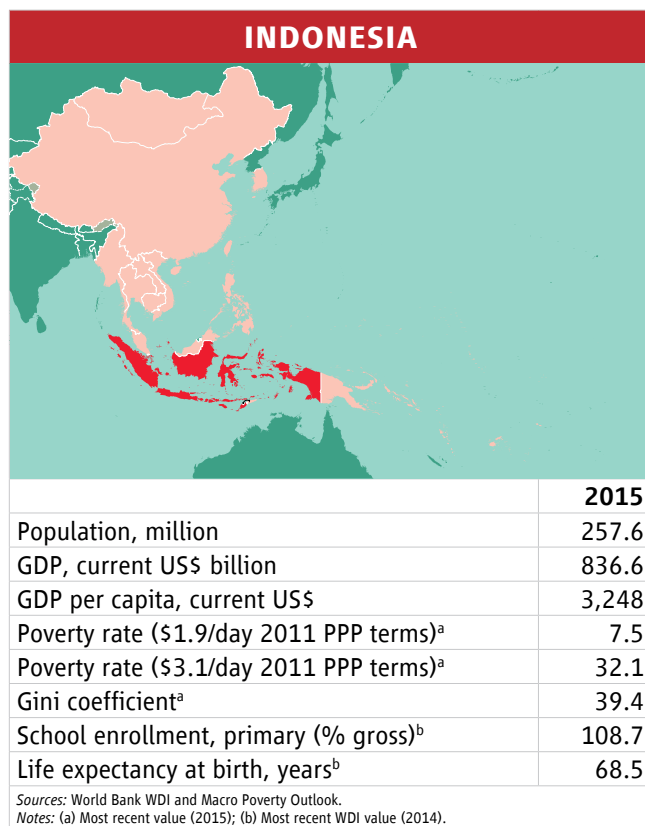 INDONESIA
2015
Population, million 257.6
GDP, current US$ billion 836.6
GDP per capita, current US$ 3,248
Poverty rate ($1.9/day 2011 PPP terms)ᵃ 7.5
Poverty rate ($3.1/day 2011 PPP terms)ᵃ 32.1
Gini coefficientᵃ 39.4
School enrollment, primary (% gross)ᵇ 108.7
Life expectancy at birth, yearsᵇ 68.5
Sources: World Bank WDI and Macro Poverty Outlook.
Notes: (a) Most recent value (2015); (b) Most recent WDI value (2014).